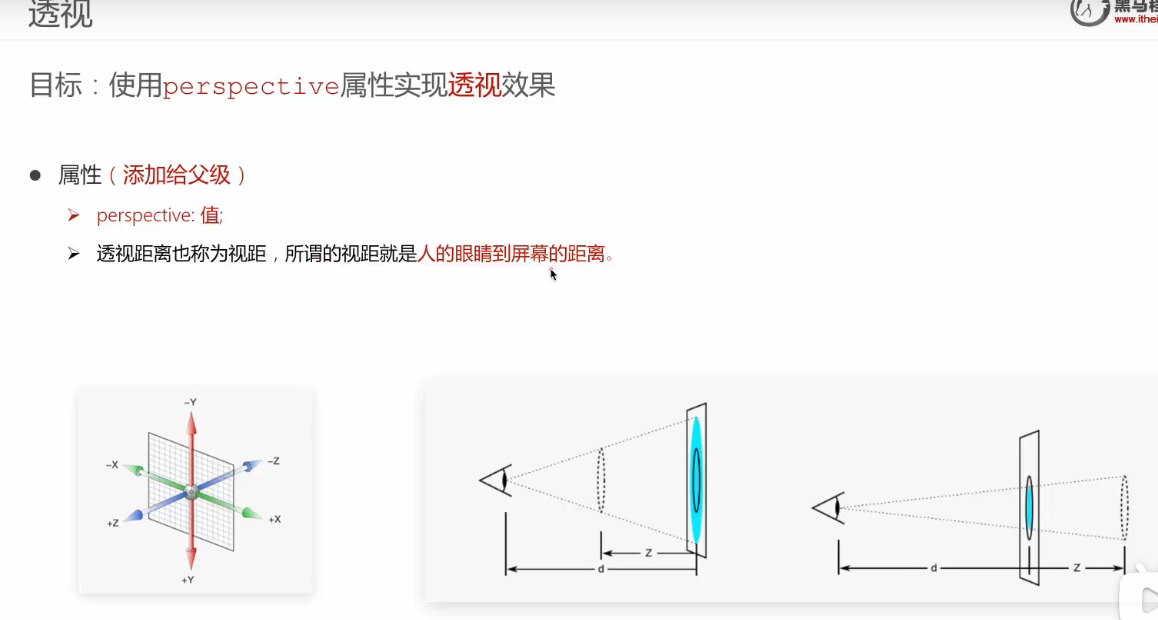 透视
黑马程
www.ithei
目标：使用perspective属性实现透视效果
属性（添加给父级）
perspective: 值;
透视距离也称为视距，所谓的视距就是人的眼睛到屏幕的距离。
-Y
-X
-Z
+Z
+X
+Y
Z
d
d
Z